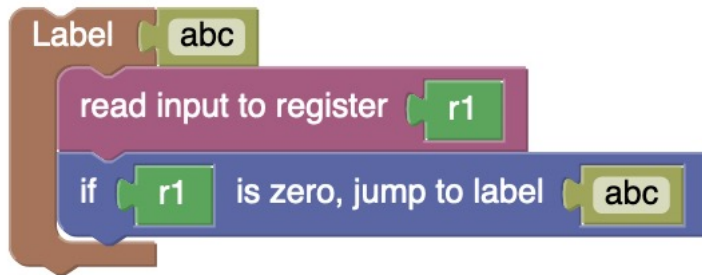 Label abc
read input to register r1
if r1 is zero, jump to label abc